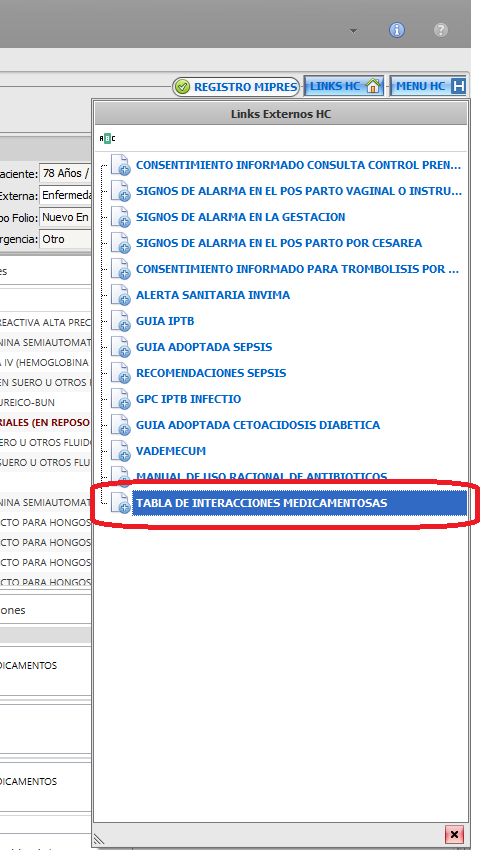 REGISTRO MIPRES
LINKS HC
MENU HC
H
Links Externos HC
ABC
aciente: 78 Años /
Externa: Enfermeda
po Folio: Nuevo En
rgencia: Otro
es
REACTIVA ALTA PREC
NINA SEMIAUTOMAT
A IV (HEMOGLOBINA
EN SUERO U OTROS
UREICO-BUN
RIALES (EN REPOSO
ERO U OTROS FLUID
SUERO U OTROS FLU
NINA SEMIAUTOMAT
CTO PARA HONGOS
CTO PARA HONGOS
CTO PARA HONGOS
CTO PARA HONGOS
ones
DICAMENTOS
DICAMENTOS
CONSENTIMIENTO INFORMADO CONSULTA CONTROL PREN...
SIGNOS DE ALARMA EN EL POS PARTO VAGINAL O INSTRU...
SIGNOS DE ALARMA EN LA GESTACION
SIGNOS DE ALARMA EN EL POS PARTO POR CESAREA
CONSENTIMIENTO INFORMADO PARA TROMBOLISIS POR ...
ALERTA SANITARIA INVIMA
GUIA IPTB
GUIA ADOPTADA SEPSIS
RECOMENDACIONES SEPSIS
GPC IPTB INFECTIO
GUIA ADOPTADA CETOACIDOSIS DIABETICA
VADEMECUM
MANUAL DE USO RACIONAL DE ANTIBIOTICOS
TABLA DE INTERACCIONES MEDICAMENTOSAS